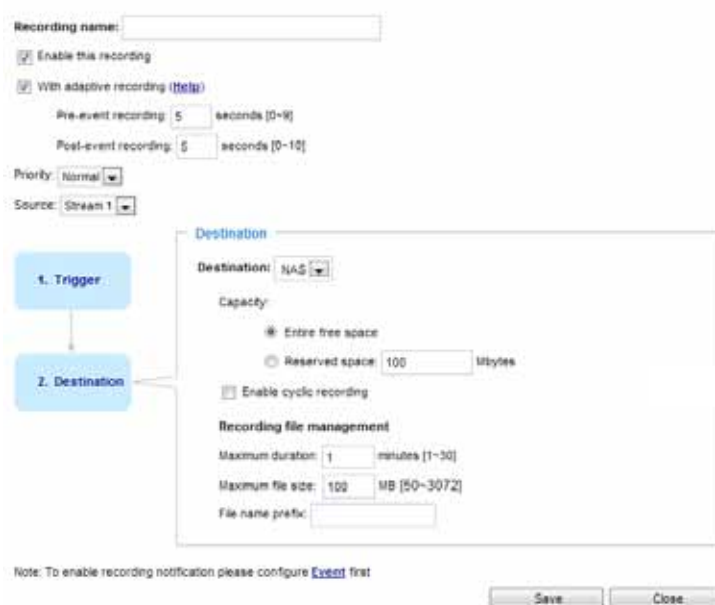 Recording name:
Enable this recording
With adaptive recording (Help)
Pre-event recording: 5 seconds [0~9]
Post-event recording: 5 seconds [0~10]
Priority: Normal
Source: Stream 1
1. Trigger
2. Destination
Destination
Destination: NAS
Capacity:
Entire free space
Reserved space: 100 Mbytes
Enable cyclic recording
Recording file management
Maximum duration: 1 minutes [1~30]
Maximum file size: 100 MB [50~3072]
File name prefix:
Note: To enable recording notification please configure Event first
Save Close